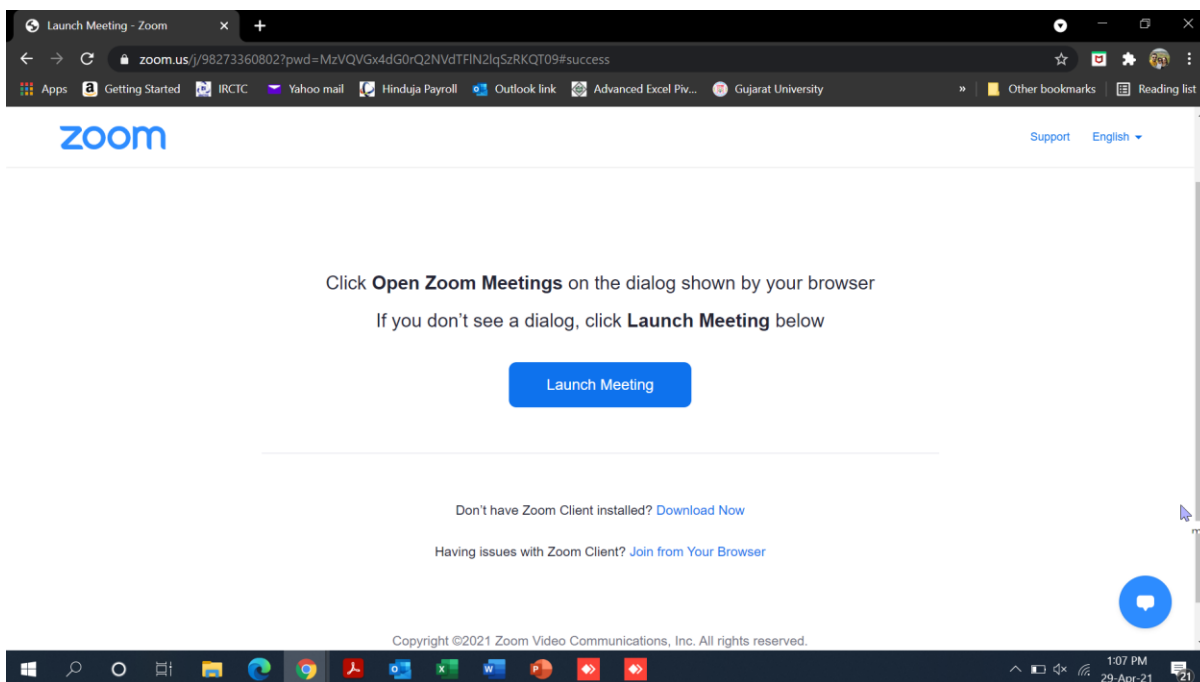 Launch Meeting - Zoom
zoom.us/j/98273360802?pwd=MzVQVGx4dG0rQ2NVdTFlN2lqSzRKQT09#success
Apps Getting Started IRCTC Yahoo mail Hinduja Payroll Outlook link Advanced Excel Piv... Gujarat University » Other bookmarks Reading list
zoom
Support English
Click Open Zoom Meetings on the dialog shown by your browser
If you don’t see a dialog, click Launch Meeting below
Launch Meeting
Don’t have Zoom Client installed? Download Now
Having issues with Zoom Client? Join from Your Browser
Copyright ©2021 Zoom Video Communications, Inc. All rights reserved.
1:07 PM
29-Apr-21
21